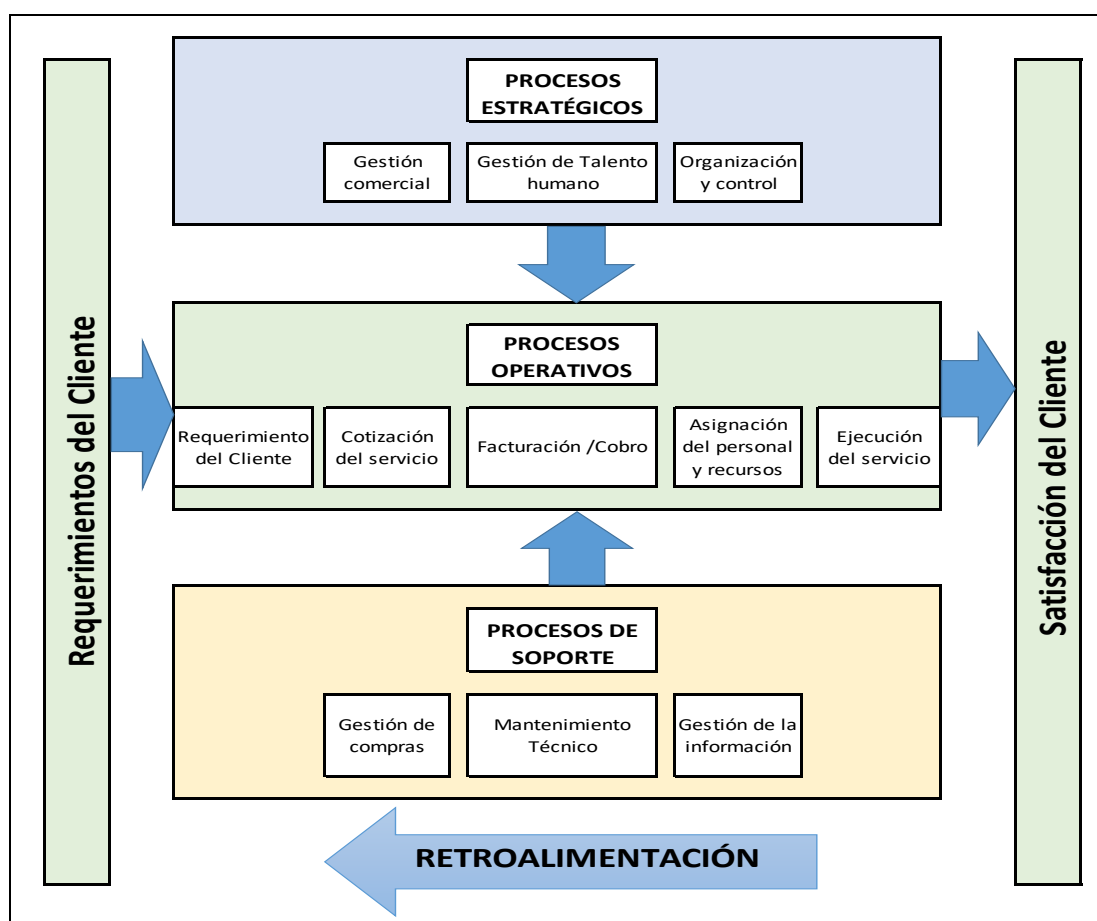 Requerimientos del Cliente
PROCESOS
ESTRATÉGICOS
Gestión
comercial
Gestión de Talento
humano
Organización
y control
PROCESOS
OPERATIVOS
Requerimiento
del Cliente
Cotización
del servicio
Facturación /Cobro
Asignación
del personal
y recursos
Ejecución
del servicio
PROCESOS DE
SOPORTE
Gestión de
compras
Mantenimiento
Técnico
Gestión de la
información
RETROALIMENTACIÓN
Satisfacción del Cliente